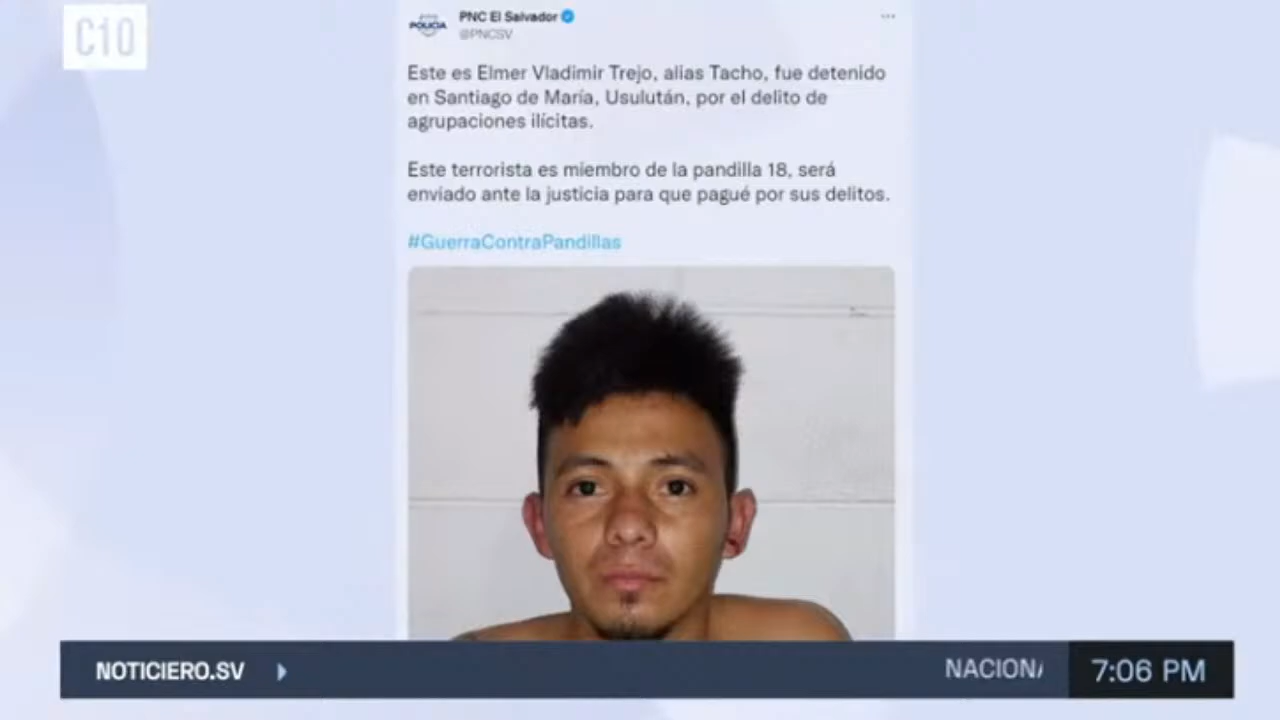 C10
POLICIA
PNC El Salvador
@PNCSV
Este es Elmer Vladimir Trejo, alias Tacho, fue detenido
en Santiago de María, Usulután, por el delito de
agrupaciones ilícitas.
Este terrorista es miembro de la pandilla 18, será
enviado ante la justicia para que pagué por sus delitos.
#GuerraContraPandillas
NOTICIERO.SV
NACION
7:06 PM